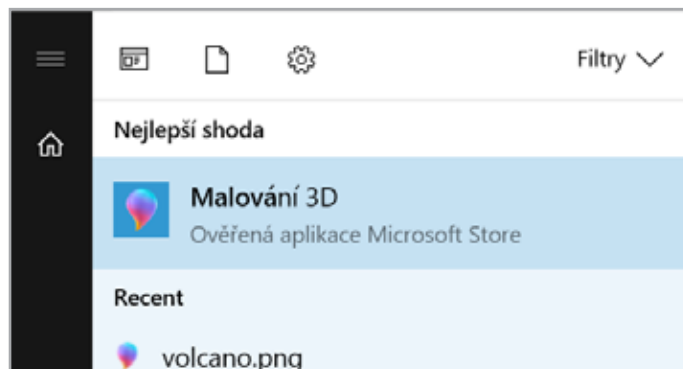 Filtry
Nejlepší shoda
Malování 3D
Ověřená aplikace Microsoft Store
Recent
volcano.png